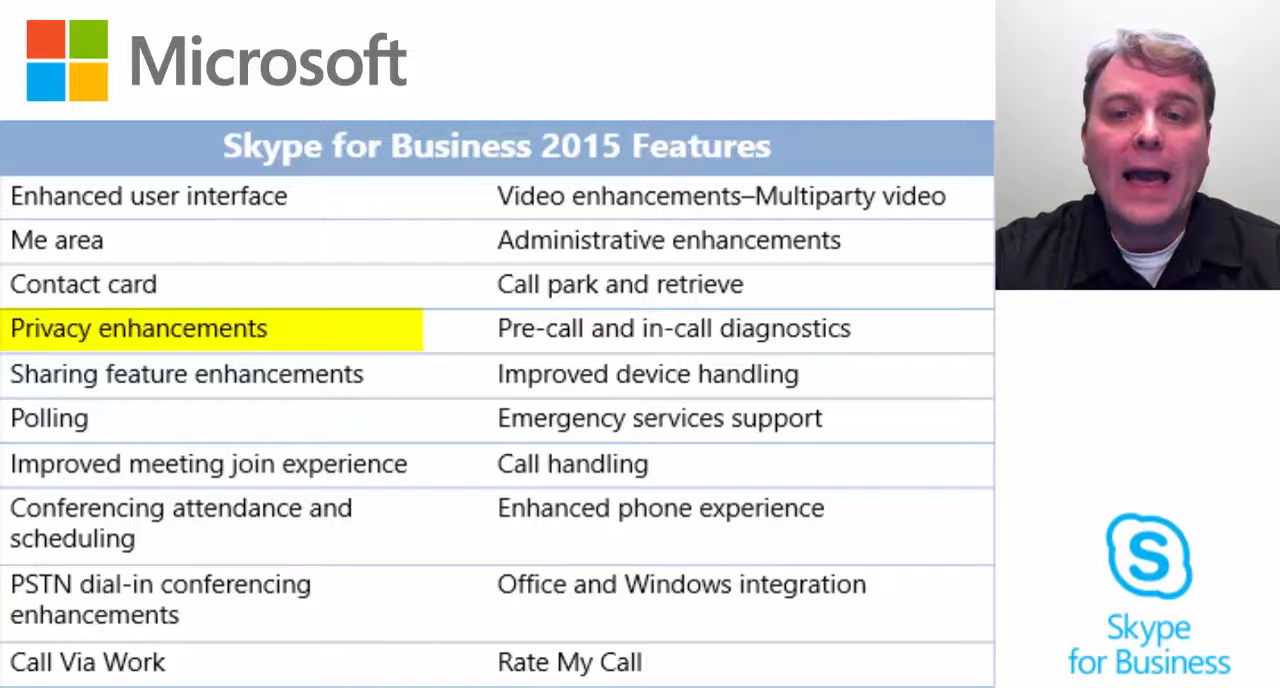 Microsoft
Skype for Business 2015 Features
Enhanced user interface
Video enhancements–Multiparty video
Me area
Administrative enhancements
Contact card
Call park and retrieve
Privacy enhancements
Pre-call and in-call diagnostics
Sharing feature enhancements
Improved device handling
Polling
Emergency services support
Improved meeting join experience
Call handling
Conferencing attendance and
scheduling
Enhanced phone experience
PSTN dial-in conferencing
enhancements
Office and Windows integration
Call Via Work
Rate My Call
S
Skype
for Business